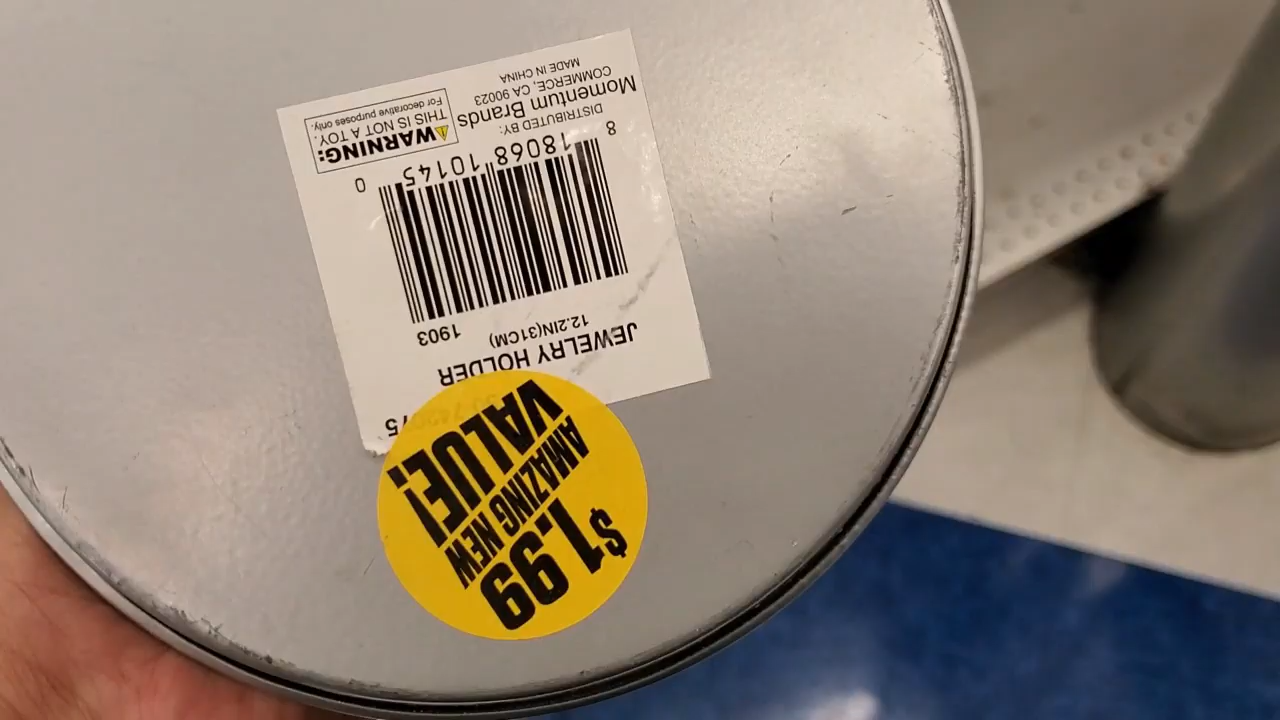 $1.99
AMAZING NEW
VALUE!
JEWELRY HOLDER
12.2IN(31CM)
1903
8 18068 10145 0
DISTRIBUTED BY:
Momentum Brands
COMMERCE, CA 90023
MADE IN CHINA
WARNING:
THIS IS NOT A TOY.
For decorative purposes only.